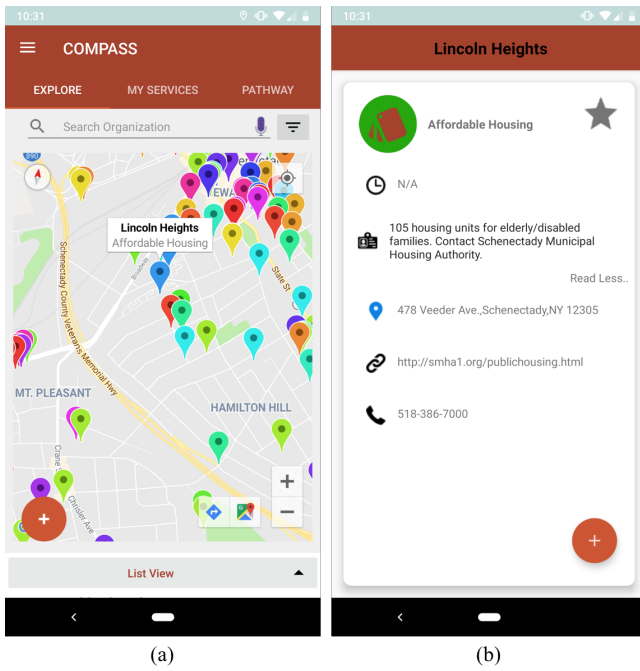 10:31
COMPASS
EXPLORE MY SERVICES PATHWAY
Search Organization
890
Lincoln Heights
Affordable Housing
Broadway
State St
Schenectady County Veterans Memorial Hwy
MT. PLEASANT
HAMILTON HILL
Crane
Chrisler Ave
+
+
−
List View
(a)
10:31
Lincoln Heights
Affordable Housing
N/A
105 housing units for elderly/disabled
families. Contact Schenectady Municipal
Housing Authority.
Read Less..
478 Veeder Ave.,Schenectady,NY 12305
http://smha1.org/publichousing.html
518-386-7000
+
(b)